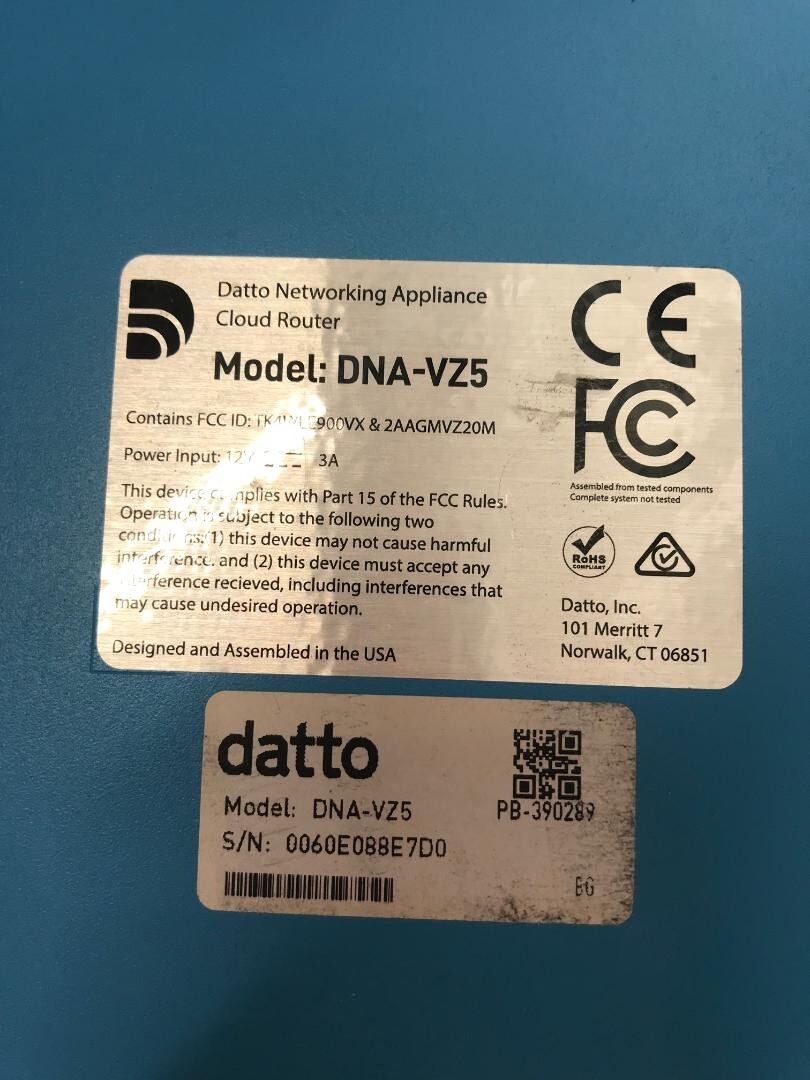 Datto Networking Appliance
Cloud Router
Model: DNA-VZ5
Contains FCC ID: & 2AAGMVZ20M
Power Input: 3A
This complies with Part 15 of the FCC Rules.
Operation is subject to the following two
(1) this device may not cause harmful
interference. and (2) this device must accept any
interference recieved, including interferences that
may cause undesired operation.
Designed and Assembled in the USA
CE
FC
Assembled from tested components
Complete system not tested
RoHS
COMPLIANT
Datto, Inc.
101 Merritt 7
Norwalk, CT 06851
datto
Model: DNA-VZ5
PB-390289
S/N: 0060E088E7D0